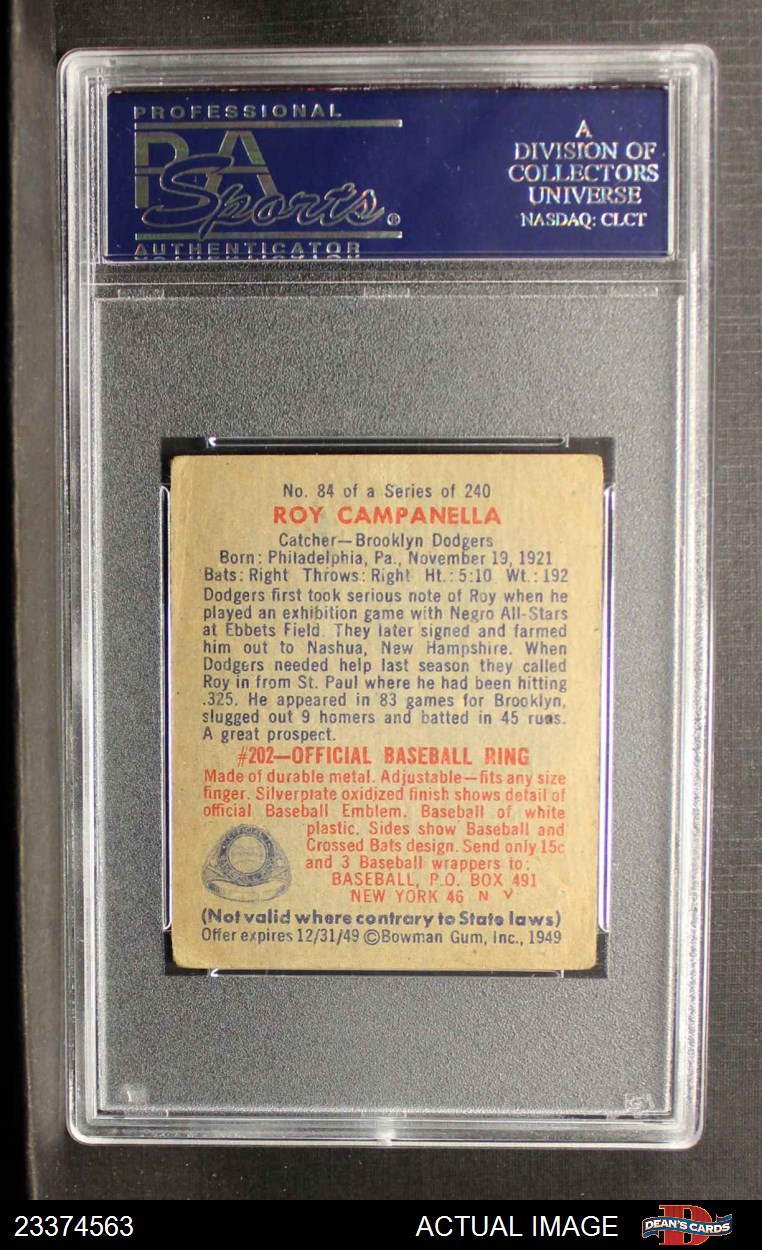 PROFESSIONAL
PSA
Sports®
AUTHENTICATOR
A
DIVISION OF
COLLECTORS
UNIVERSE
NASDAQ: CLCT
No. 84 of a Series of 240
ROY CAMPANELLA
Catcher—Brooklyn Dodgers
Born: Philadelphia, Pa., November 19, 1921
Bats: Right Throws: Right Ht.: 5:10 Wt.: 192
Dodgers first took serious note of Roy when he
played an exhibition game with Negro All-Stars
at Ebbets Field. They later signed and farmed
him out to Nashua, New Hampshire. When
Dodgers needed help last season they called
Roy in from St. Paul where he had been hitting
.325. He appeared in 83 games for Brooklyn,
slugged out 9 homers and batted in 45 runs.
A great prospect.
#202—OFFICIAL BASEBALL RING
Made of durable metal. Adjustable—fits any size
finger. Silverplate oxidized finish shows detail of
official Baseball Emblem. Baseball of white
plastic. Sides show Baseball and
Crossed Bats design. Send only 15c
and 3 Baseball wrappers to:
BASEBALL, P.O. BOX 491
NEW YORK 46 N Y
(Not valid where contrary to State laws)
Offer expires 12/31/49 ©Bowman Gum, Inc., 1949
23374563
ACTUAL IMAGE
DEAN'S CARDS